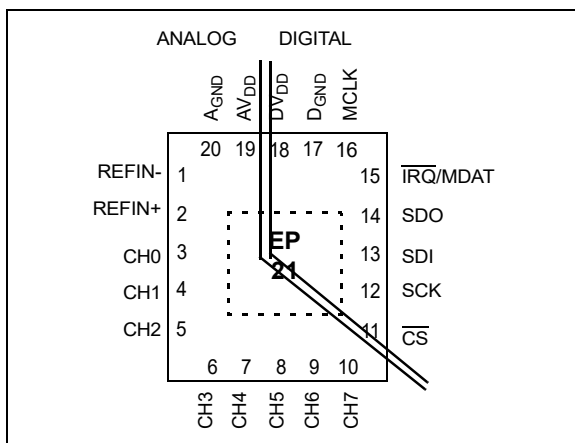 ANALOG DIGITAL
AGND AVDD DVDD DGND MCLK
20 19 18 17 16
REFIN- 1 15 IRQ/MDAT
REFIN+ 2 14 SDO
EP
CH0 3 13 SDI
21
CH1 4 12 SCK
CH2 5 11 CS
6 7 8 9 10
CH3 CH4 CH5 CH6 CH7